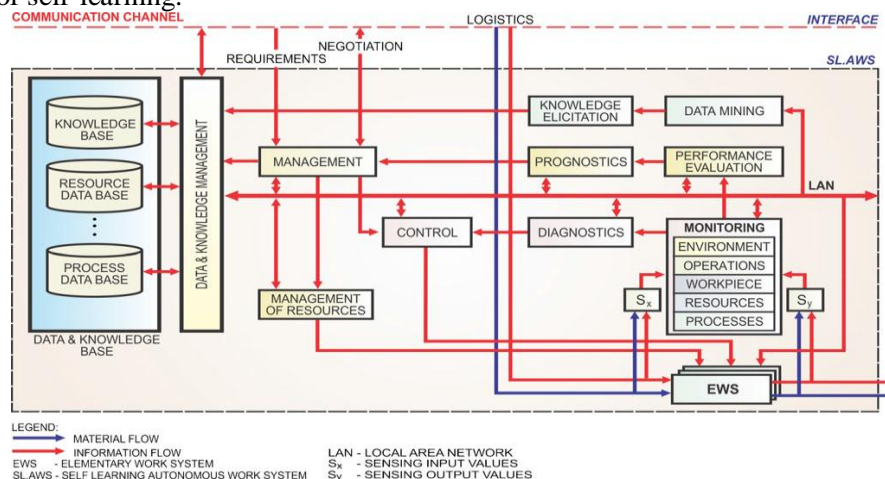 or self-learning.
COMMUNICATION CHANNEL
LOGISTICS
INTERFACE
REQUIREMENTS
NEGOTIATION
SL.AWS
KNOWLEDGE
BASE
RESOURCE
DATA BASE
PROCESS
DATA BASE
DATA & KNOWLEDGE
BASE
DATA & KNOWLEDGE MANAGEMENT
KNOWLEDGE
ELICITATION
DATA MINING
MANAGEMENT
PROGNOSTICS
PERFORMANCE
EVALUATION
LAN
CONTROL
DIAGNOSTICS
MONITORING
ENVIRONMENT
OPERATIONS
WORKPIECE
RESOURCES
PROCESSES
MANAGEMENT
OF RESOURCES
Sx
Sy
EWS
LEGEND:
MATERIAL FLOW
INFORMATION FLOW
EWS - ELEMENTARY WORK SYSTEM
SL.AWS - SELF LEARNING AUTONOMOUS WORK SYSTEM
LAN - LOCAL AREA NETWORK
Sx - SENSING INPUT VALUES
Sy - SENSING OUTPUT VALUES